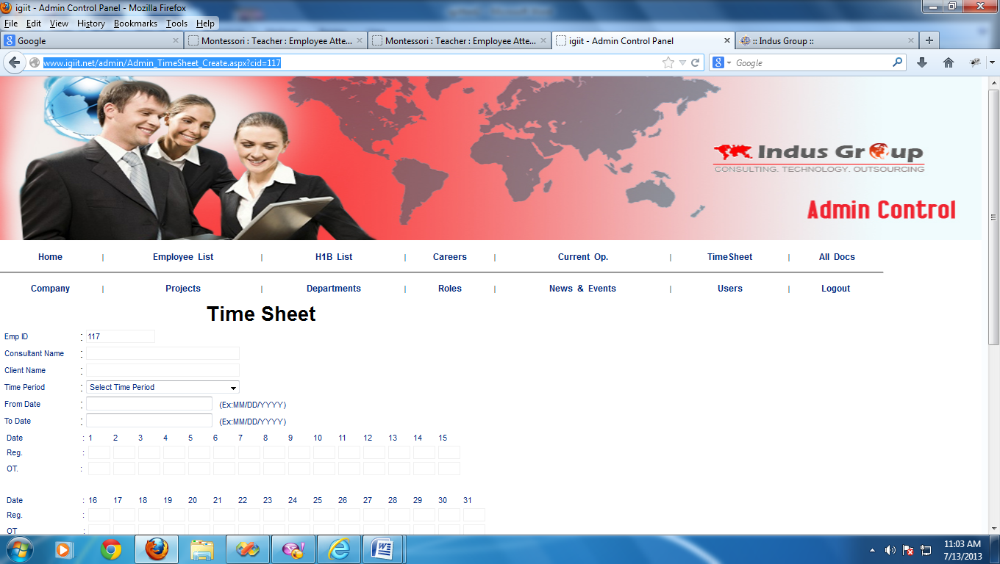 igiit - Admin Control Panel - Mozilla Firefox
File Edit View History Bookmarks Tools Help
Google Montessori : Teacher : Employee Atte... Montessori : Teacher : Employee Atte... igiit - Admin Control Panel :: Indus Group ::
www.igiit.net/admin/Admin_TimeSheet_Create.aspx?cid=117 Google
Indus Group
CONSULTING. TECHNOLOGY. OUTSOURCING
Admin Control
Home | Employee List | H1B List | Careers | Current Op. | TimeSheet | All Docs
Company | Projects | Departments | Roles | News & Events | Users | Logout
Time Sheet
Emp ID : 117
Consultant Name :
Client Name :
Time Period : Select Time Period
From Date : (Ex:MM/DD/YYYY)
To Date : (Ex:MM/DD/YYYY)
Date : 1 2 3 4 5 6 7 8 9 10 11 12 13 14 15
Reg. :
OT. :
Date : 16 17 18 19 20 21 22 23 24 25 26 27 28 29 30 31
Reg. :
OT :
11:03 AM
7/13/2013